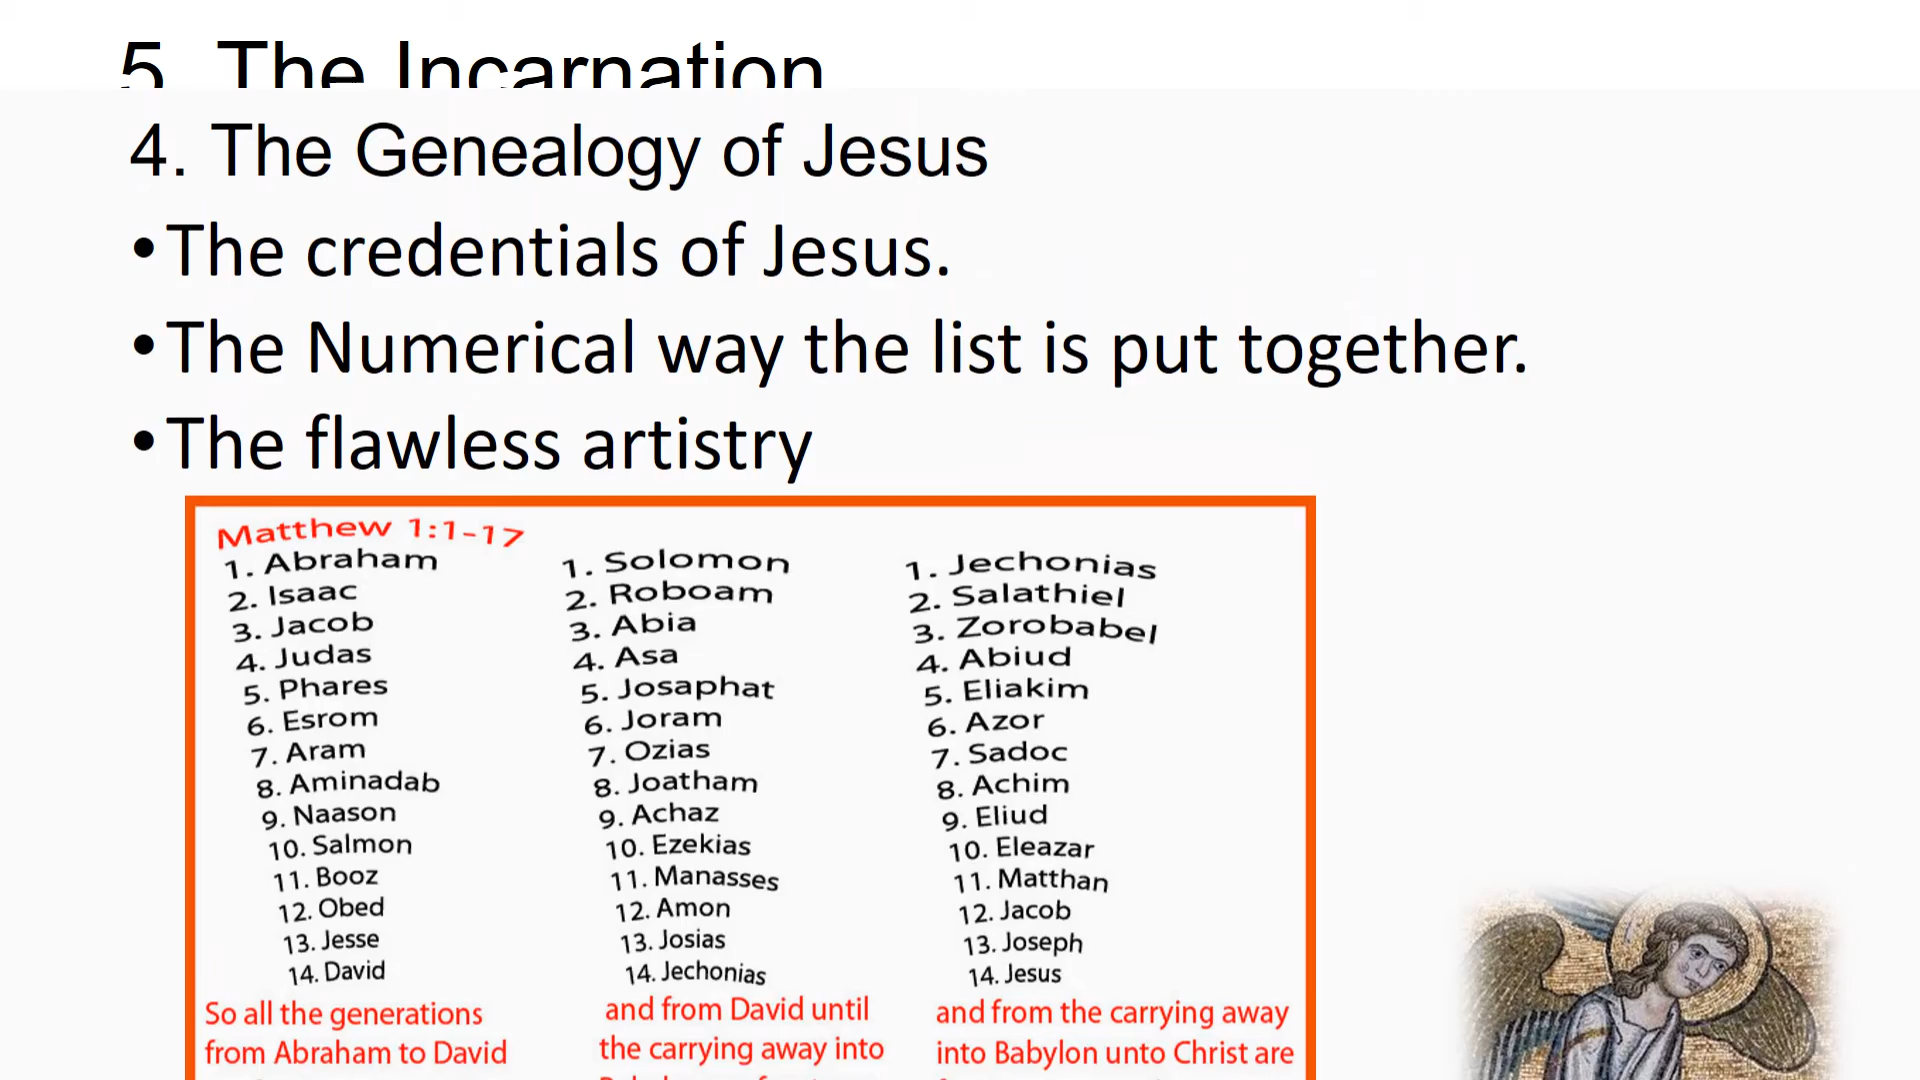 5. The Incarnation
4. The Genealogy of Jesus
•The credentials of Jesus.
•The Numerical way the list is put together.
•The flawless artistry
Matthew 1:1-17
1. Abraham
2. Isaac
3. Jacob
4. Judas
5. Phares
6. Esrom
7. Aram
8. Aminadab
9. Naason
10. Salmon
11. Booz
12. Obed
13. Jesse
14. David
So all the generations
from Abraham to David
1. Solomon
2. Roboam
3. Abia
4. Asa
5. Josaphat
6. Joram
7. Ozias
8. Joatham
9. Achaz
10. Ezekias
11. Manasses
12. Amon
13. Josias
14. Jechonias
and from David until
the carrying away into
1. Jechonias
2. Salathiel
3. Zorobabel
4. Abiud
5. Eliakim
6. Azor
7. Sadoc
8. Achim
9. Eliud
10. Eleazar
11. Matthan
12. Jacob
13. Joseph
14. Jesus
and from the carrying away
into Babylon unto Christ are